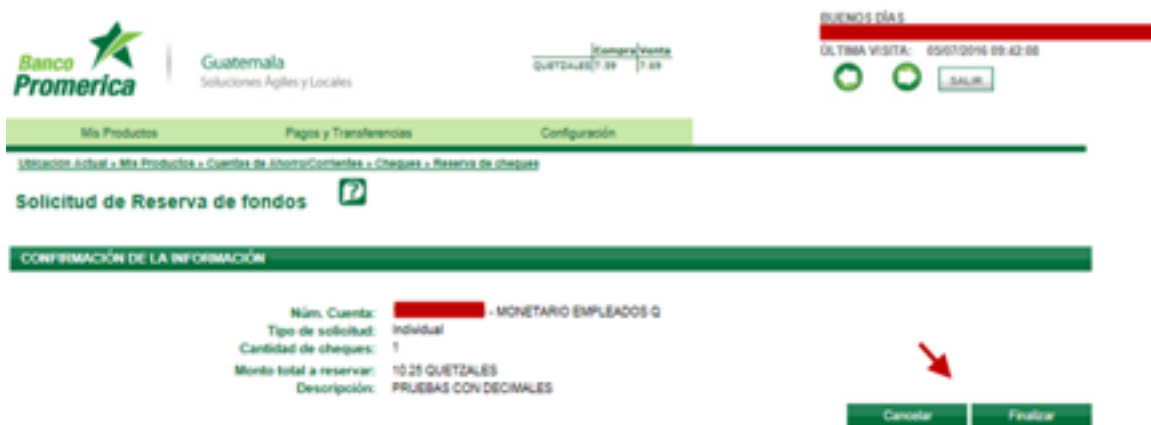 BUENOS DÍAS
Banco
Promerica
Guatemala
Soluciones Ágiles y Locales
Compra Venta
QUETZALES 7.59 7.69
ÚLTIMA VISITA: 05/07/2016 09:42:08
SALIR
Mis Productos Pagos y Transferencias Configuración
Ubicación Actual » Mis Productos » Cuentas de Ahorro/Corrientes » Cheques » Reserva de cheques
Solicitud de Reserva de fondos ?
CONFIRMACIÓN DE LA INFORMACIÓN
Núm. Cuenta: - MONETARIO EMPLEADOS Q
Tipo de solicitud: Individual
Cantidad de cheques: 1
Monto total a reservar: 10.25 QUETZALES
Descripción: PRUEBAS CON DECIMALES
Cancelar Finalizar